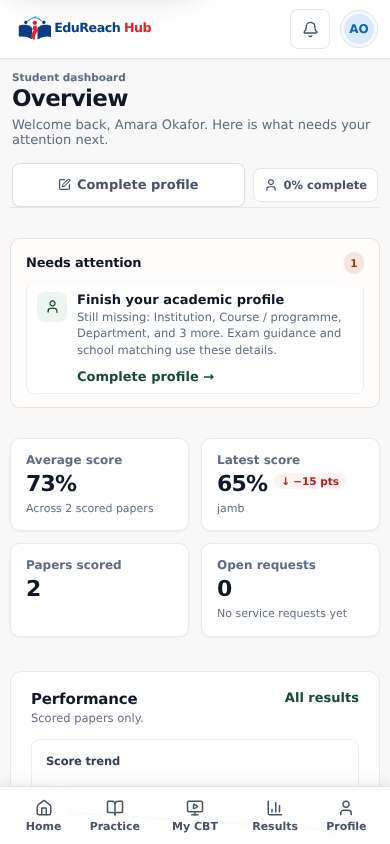 EduReach Hub
AO
Student dashboard
Overview
Welcome back, Amara Okafor. Here is what needs your
attention next.
Complete profile
0% complete
Needs attention
1
Finish your academic profile
Still missing: Institution, Course / programme,
Department, and 3 more. Exam guidance and
school matching use these details.
Complete profile →
Average score
73%
Across 2 scored papers
Latest score
65% ↓ −15 pts
jamb
Papers scored
2
Open requests
0
No service requests yet
Performance
All results
Scored papers only.
Score trend
Home
Practice
My CBT
Results
Profile